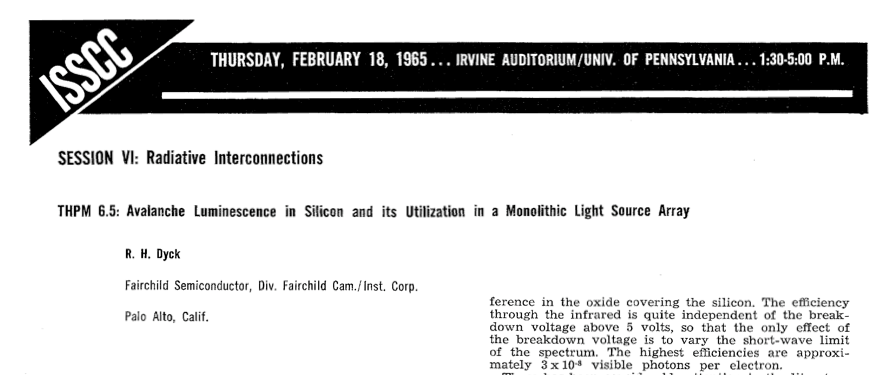 ISSCC
THURSDAY, FEBRUARY 18, 1965... IRVINE AUDITORIUM/UNIV. OF PENNSYLVANIA... 1:30-5:00 P.M.
SESSION VI: Radiative Interconnections
THPM 6.5: Avalanche Luminescence in Silicon and its Utilization in a Monolithic Light Source Array
R. H. Dyck
Fairchild Semiconductor, Div. Fairchild Cam./Inst. Corp.
Palo Alto, Calif.
ference in the oxide covering the silicon. The efficiency
through the infrared is quite independent of the break-
down voltage above 5 volts, so that the only effect of
the breakdown voltage is to vary the short-wave limit
of the spectrum. The highest efficiencies are approxi-
mately 3 x 10⁻⁸ visible photons per electron.